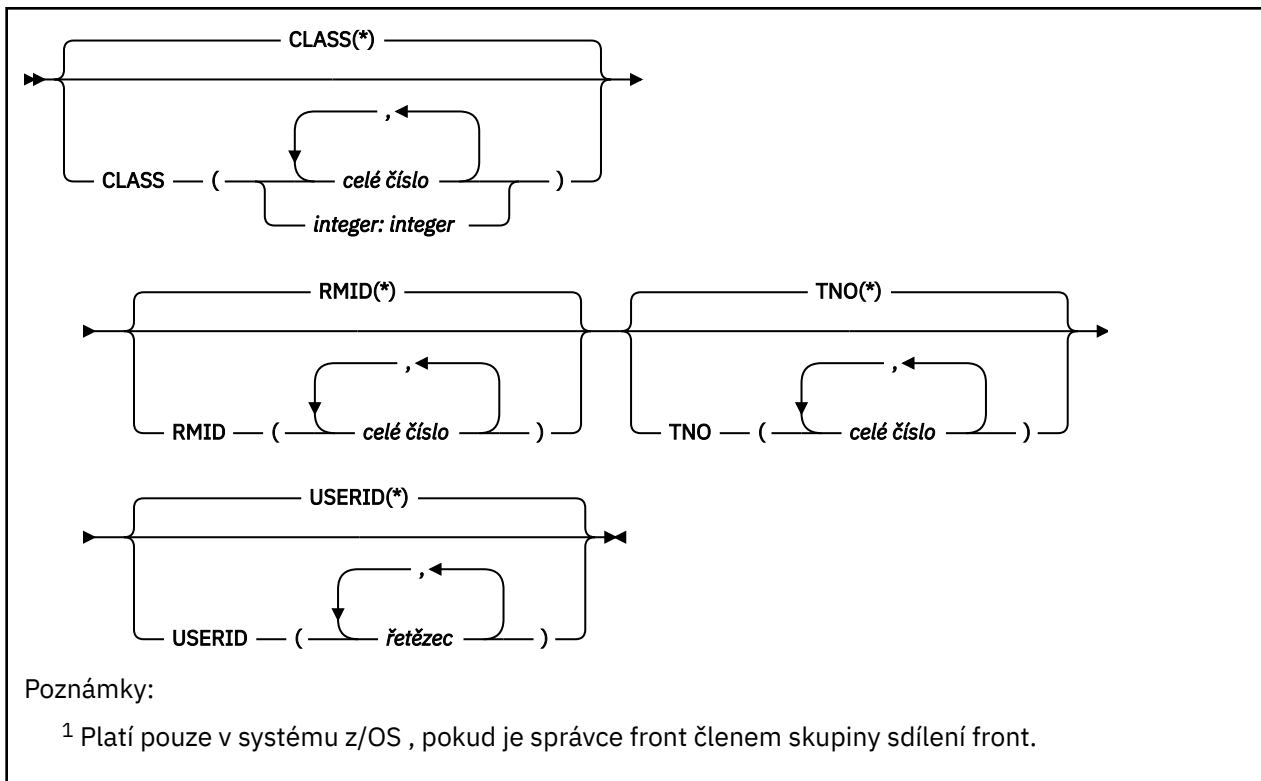 CLASS(*)
,
CLASS ( celé číslo )
integer: integer
RMID(*) TNO(*)
, ,
RMID ( celé číslo ) TNO ( celé číslo )
USERID(*)
,
USERID ( řetězec )
Poznámky:
1 Platí pouze v systému z/OS , pokud je správce front členem skupiny sdílení front.